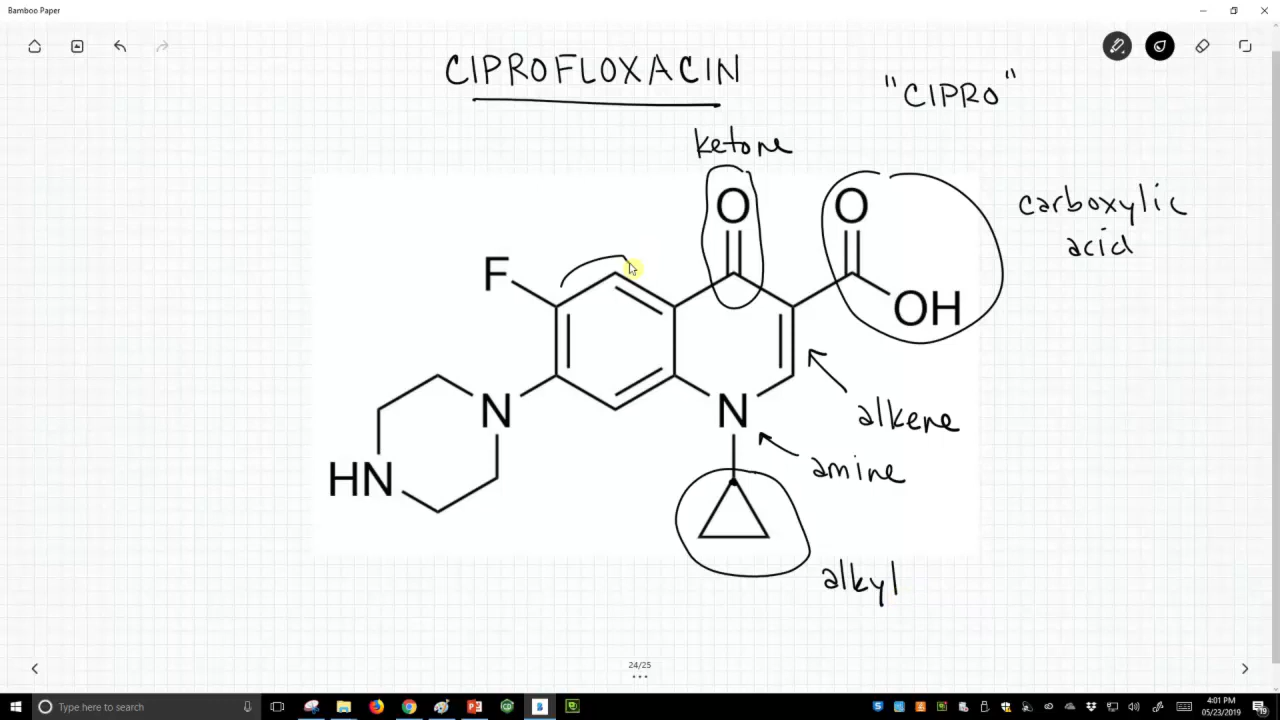 Bamboo Paper
CIPROFLOXACIN
"CIPRO"
ketone
O
O
carboxylic
acid
F
OH
N
N
alkene
HN
amine
alkyl
24/25
Type here to search
4:01 PM
05/23/2019
19